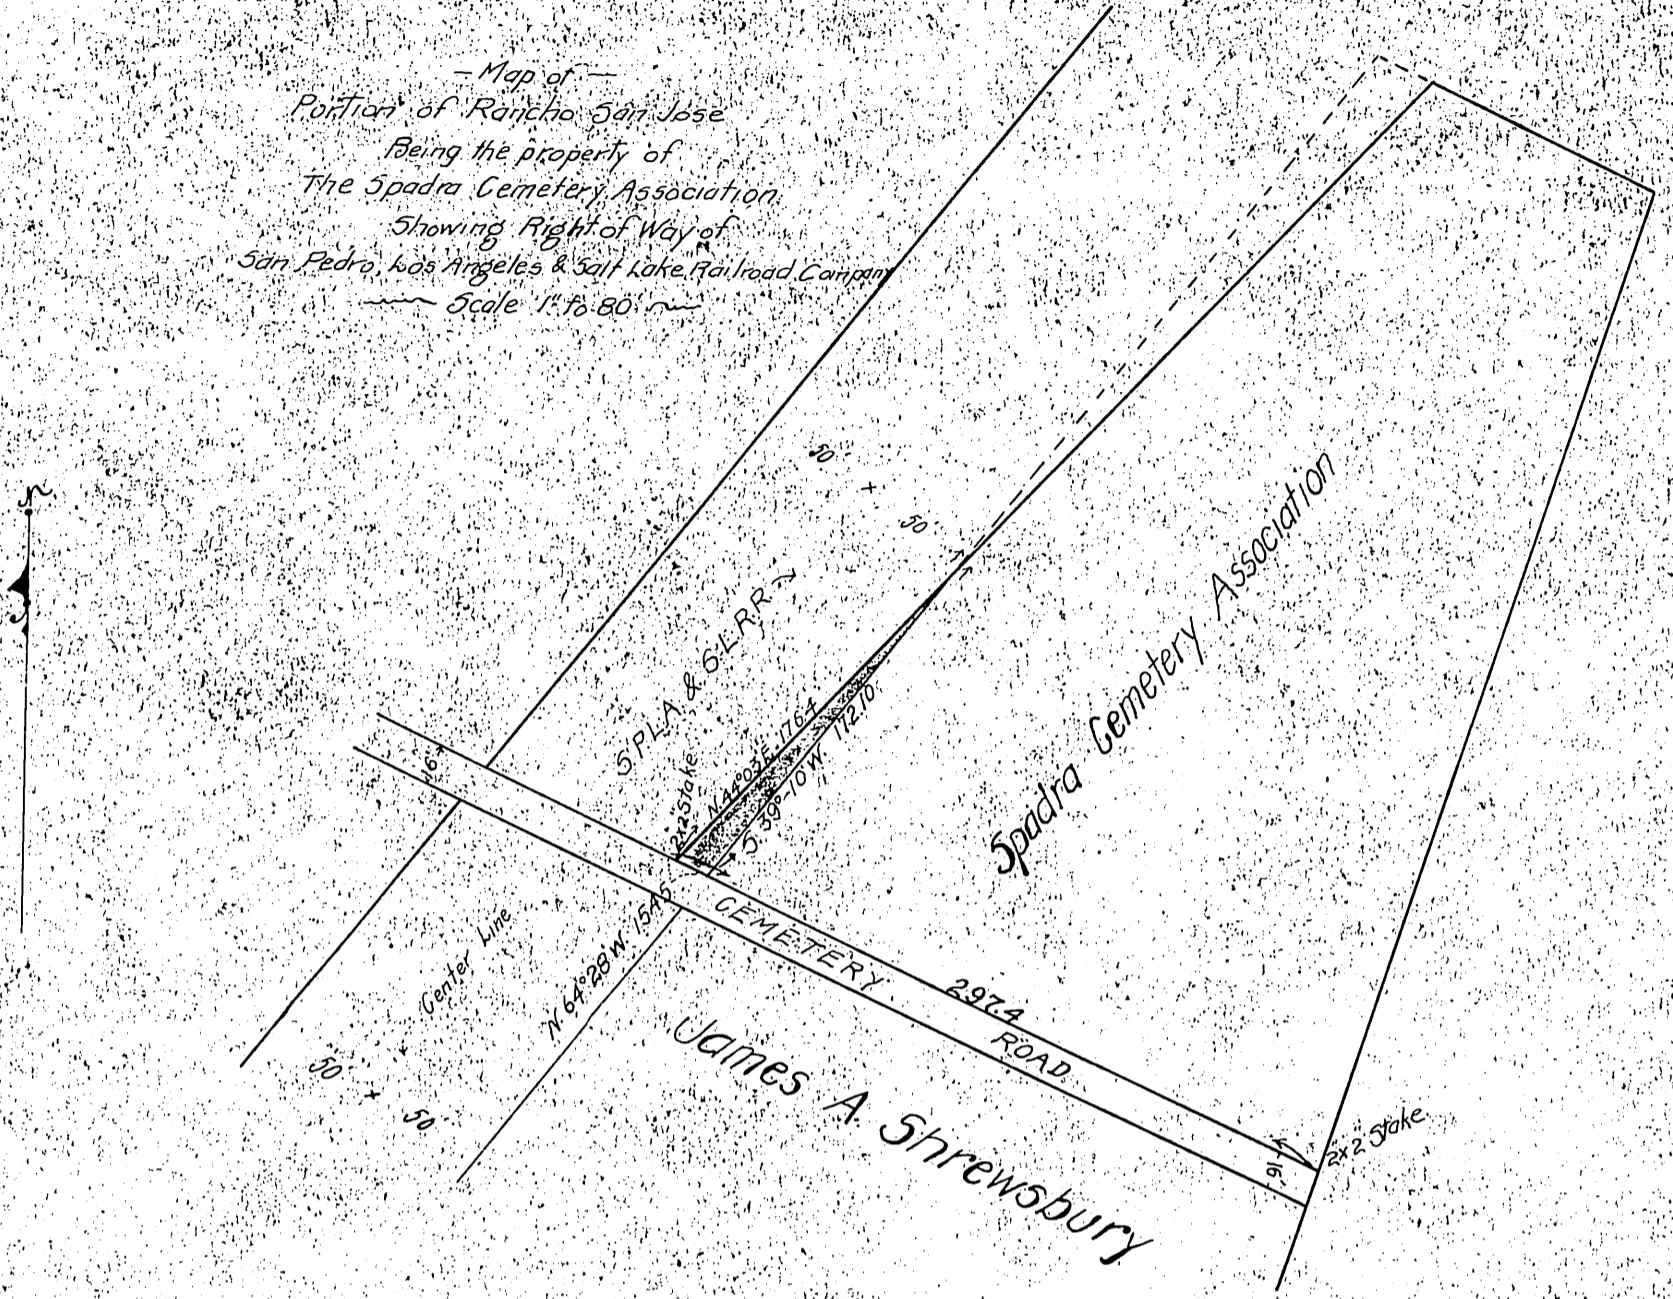 — Map of —
Portion of Rancho San Jose
Being the property of
The Spadra Cemetery Association
Showing Right of Way of
San Pedro, Los Angeles & Salt Lake Railroad Company
Scale 1" to 80'
N
50'
+
50'
S P L A & S L R R
2x2 Stake
N 44°03' E 176.4
S 39°-10 W 172.10
16'
Spadra Cemetery Association
CEMETERY ROAD
297.4
N 64°28 W 15.45
Center Line
50'
+
50'
James A. Shrewsbury
16'
2x2 Stake